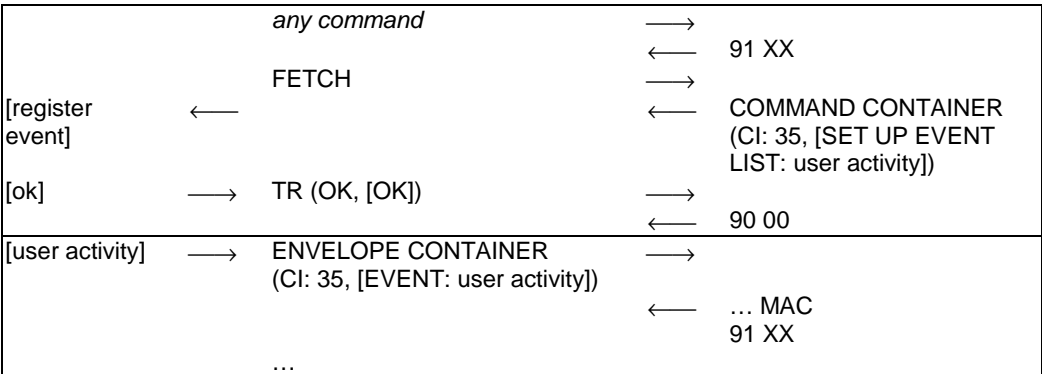 any command ⟶
⟵ 91 XX
FETCH ⟶
[register ⟵ ⟵ COMMAND CONTAINER
event] (CI: 35, [SET UP EVENT
LIST: user activity])
[ok] ⟶ TR (OK, [OK]) ⟶
⟵ 90 00
[user activity] ⟶ ENVELOPE CONTAINER ⟶
(CI: 35, [EVENT: user activity])
⟵ … MAC
91 XX
…